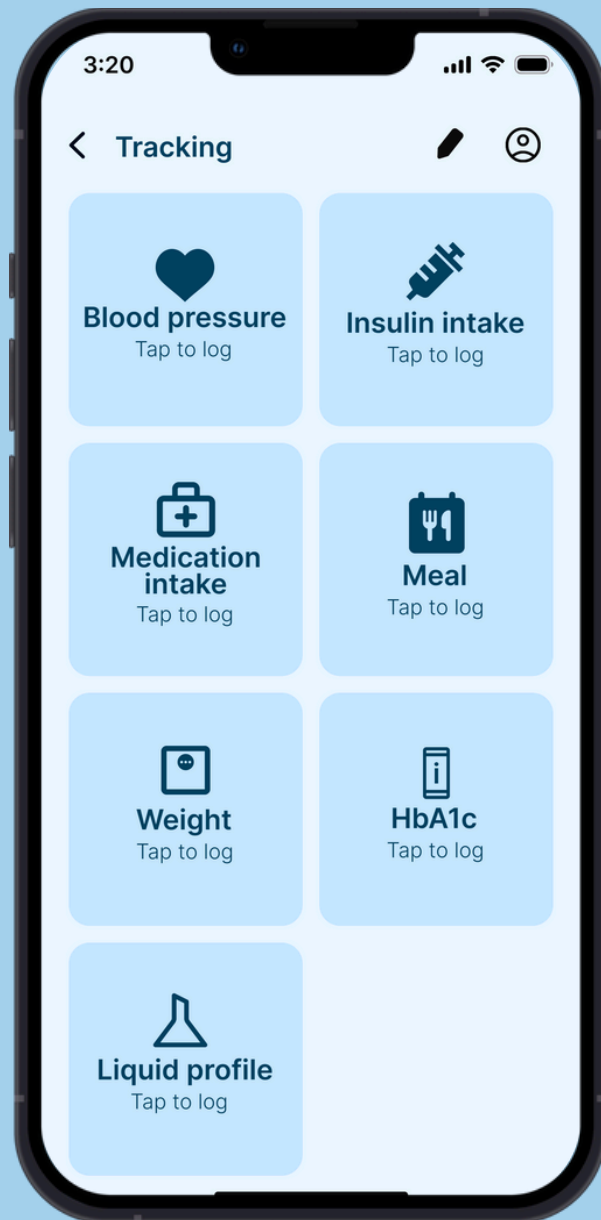 3:20
Tracking
Blood pressure
Tap to log
Insulin intake
Tap to log
Medication
intake
Tap to log
Meal
Tap to log
Weight
Tap to log
i
HbA1c
Tap to log
Liquid profile
Tap to log